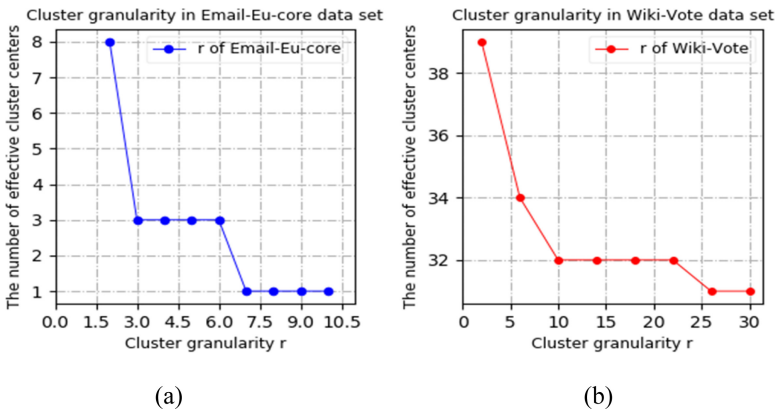 Cluster granularity in Email-Eu-core data set
r of Email-Eu-core
The number of effective cluster centers
8
7
6
5
4
3
2
1
0.0 1.5 3.0 4.5 6.0 7.5 9.0 10.5
Cluster granularity r
(a)
Cluster granularity in Wiki-Vote data set
r of Wiki-Vote
The number of effective cluster centers
38
36
34
32
0 5 10 15 20 25 30
Cluster granularity r
(b)